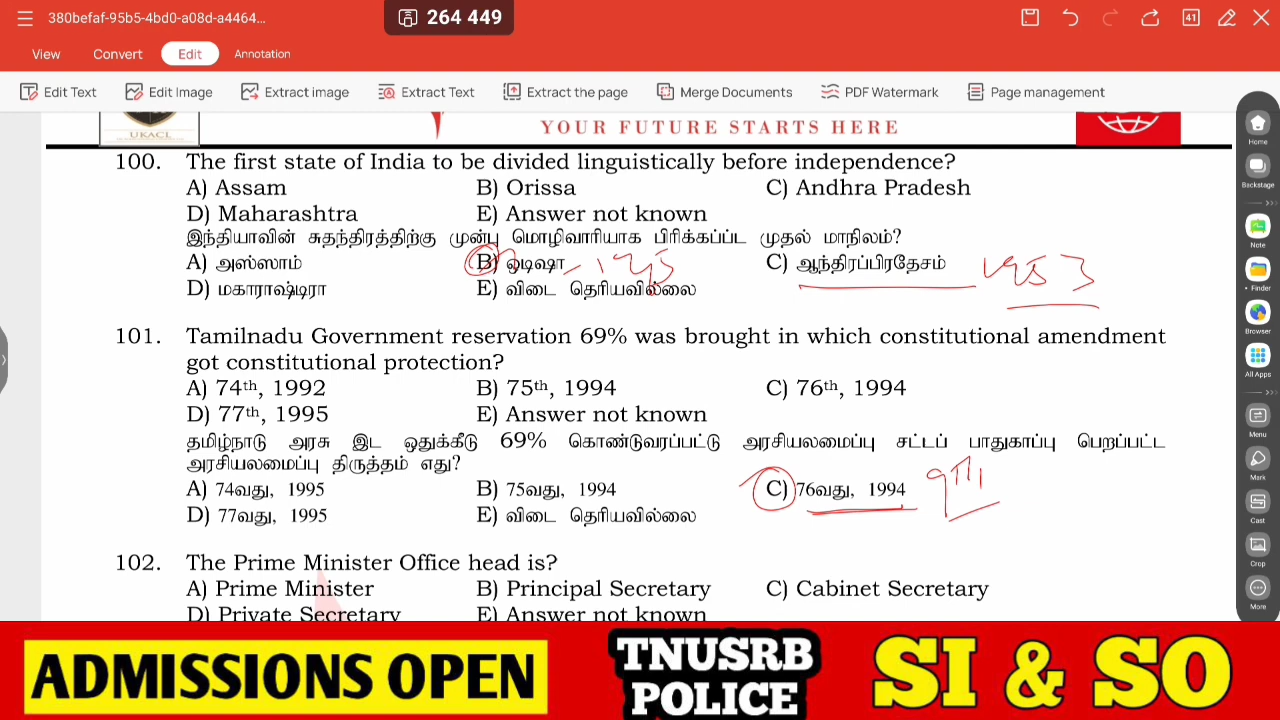 380befaf-95b5-4bd0-a08d-a4464...
264 449
41
View Convert Edit Annotation
Edit Text Edit Image Extract image Extract Text Extract the page Merge Documents PDF Watermark Page management
UKACL
YOUR FUTURE STARTS HERE
100. The first state of India to be divided linguistically before independence?
A) Assam B) Orissa C) Andhra Pradesh
D) Maharashtra E) Answer not known
இந்தியாவின் சுதந்திரத்திற்கு முன்பு மொழிவாரியாக பிரிக்கப்ப்ட முதல் மாநிலம்?
A) அஸ்ஸாம் B) ஒடிஷா C) ஆந்திரப்பிரதேசம் 1953
D) மகாராஷ்டிரா E) விடை தெரியவில்லை
101. Tamilnadu Government reservation 69% was brought in which constitutional amendment
got constitutional protection?
A) 74th, 1992 B) 75th, 1994 C) 76th, 1994
D) 77th, 1995 E) Answer not known
தமிழ்நாடு அரசு இட ஒதுக்கீடு 69% கொண்டுவரப்பட்டு அரசியலமைப்பு சட்டப் பாதுகாப்பு பெறப்பட்ட
அரசியலமைப்பு திருத்தம் எது?
A) 74வது, 1995 B) 75வது, 1994 C) 76வது, 1994 9th
D) 77வது, 1995 E) விடை தெரியவில்லை
102. The Prime Minister Office head is?
A) Prime Minister B) Principal Secretary C) Cabinet Secretary
D) Private Secretary E) Answer not known
Home
Backstage
Note
Finder
Browser
All Apps
Menu
Mark
Cast
Crop
More
ADMISSIONS OPEN
TNUSRB
POLICE
SI & SO